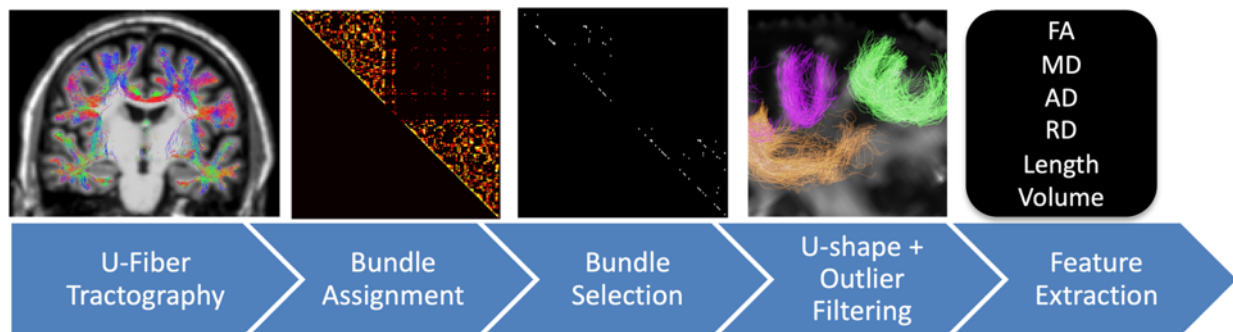 FA
MD
AD
RD
Length
Volume
U-Fiber
Tractography
Bundle
Assignment
Bundle
Selection
U-shape +
Outlier
Filtering
Feature
Extraction